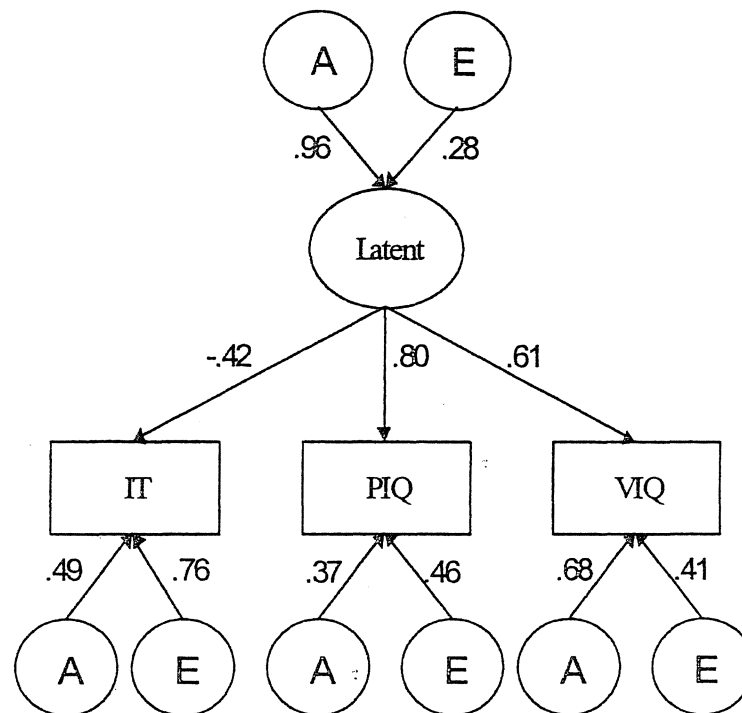 A E
.96 .28
Latent
-.42 .80 .61
IT PIQ VIQ
.49 .76 .37 .46 .68 .41
A E A E A E